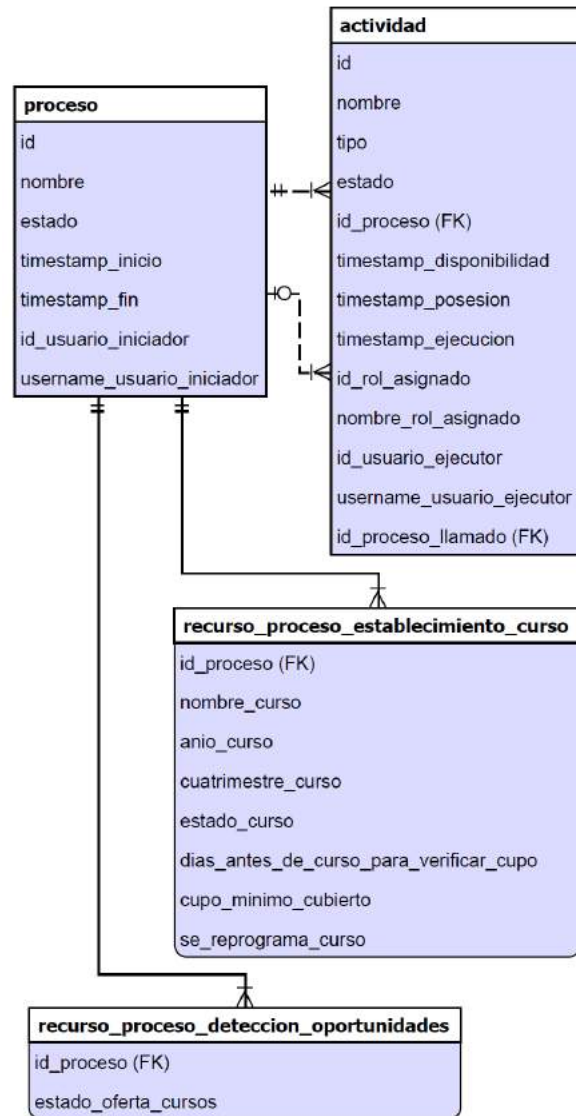 actividad
id
nombre
tipo
estado
id_proceso (FK)
timestamp_disponibilidad
timestamp_posesion
timestamp_ejecucion
id_rol_asignado
nombre_rol_asignado
id_usuario_ejecutor
username_usuario_ejecutor
id_proceso_llamado (FK)
proceso
id
nombre
estado
timestamp_inicio
timestamp_fin
id_usuario_iniciador
username_usuario_iniciador
recurso_proceso_establecimiento_curso
id_proceso (FK)
nombre_curso
anio_curso
cuatrimestre_curso
estado_curso
dias_antes_de_curso_para_verificar_cupo
cupo_minimo_cubierto
se_reprograma_curso
recurso_proceso_deteccion_oportunidades
id_proceso (FK)
estado_oferta_cursos